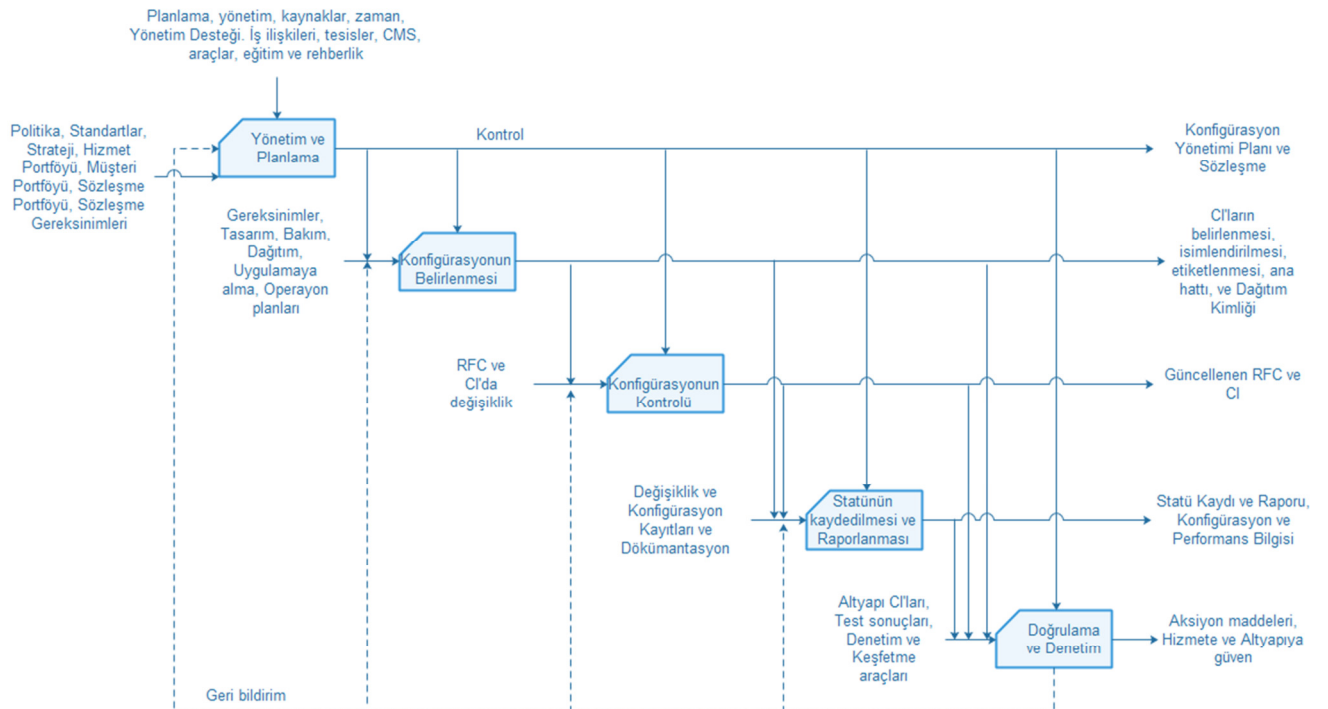 Planlama, yönetim, kaynaklar, zaman,
Yönetim Desteği. İş ilişkileri, tesisler, CMS,
araçlar, eğitim ve rehberlik
Politika, Standartlar,
Strateji, Hizmet
Portföyü, Müşteri
Portföyü, Sözleşme
Portföyü, Sözleşme
Gereksinimleri
Yönetim ve
Planlama
Kontrol
Konfigürasyon
Yönetimi Planı ve
Sözleşme
Gereksinimler,
Tasarım, Bakım,
Dağıtım,
Uygulamaya
alma, Operayon
planları
Konfigürasyonun
Belirlenmesi
CI'ların
belirlenmesi,
isimlendirilmesi,
etiketlenmesi, ana
hattı, ve Dağıtım
Kimliği
RFC ve
CI'da
değişiklik
Konfigürasyonun
Kontrolü
Güncellenen RFC ve
CI
Değişiklik ve
Konfigürasyon
Kayıtları ve
Dökümantasyon
Statünün
kaydedilmesi ve
Raporlanması
Statü Kaydı ve Raporu,
Konfigürasyon ve
Performans Bilgisi
Altyapı CI'ları,
Test sonuçları,
Denetim ve
Keşfetme
araçları
Doğrulama
ve Denetim
Aksiyon maddeleri,
Hizmete ve Altyapıya
güven
Geri bildirim